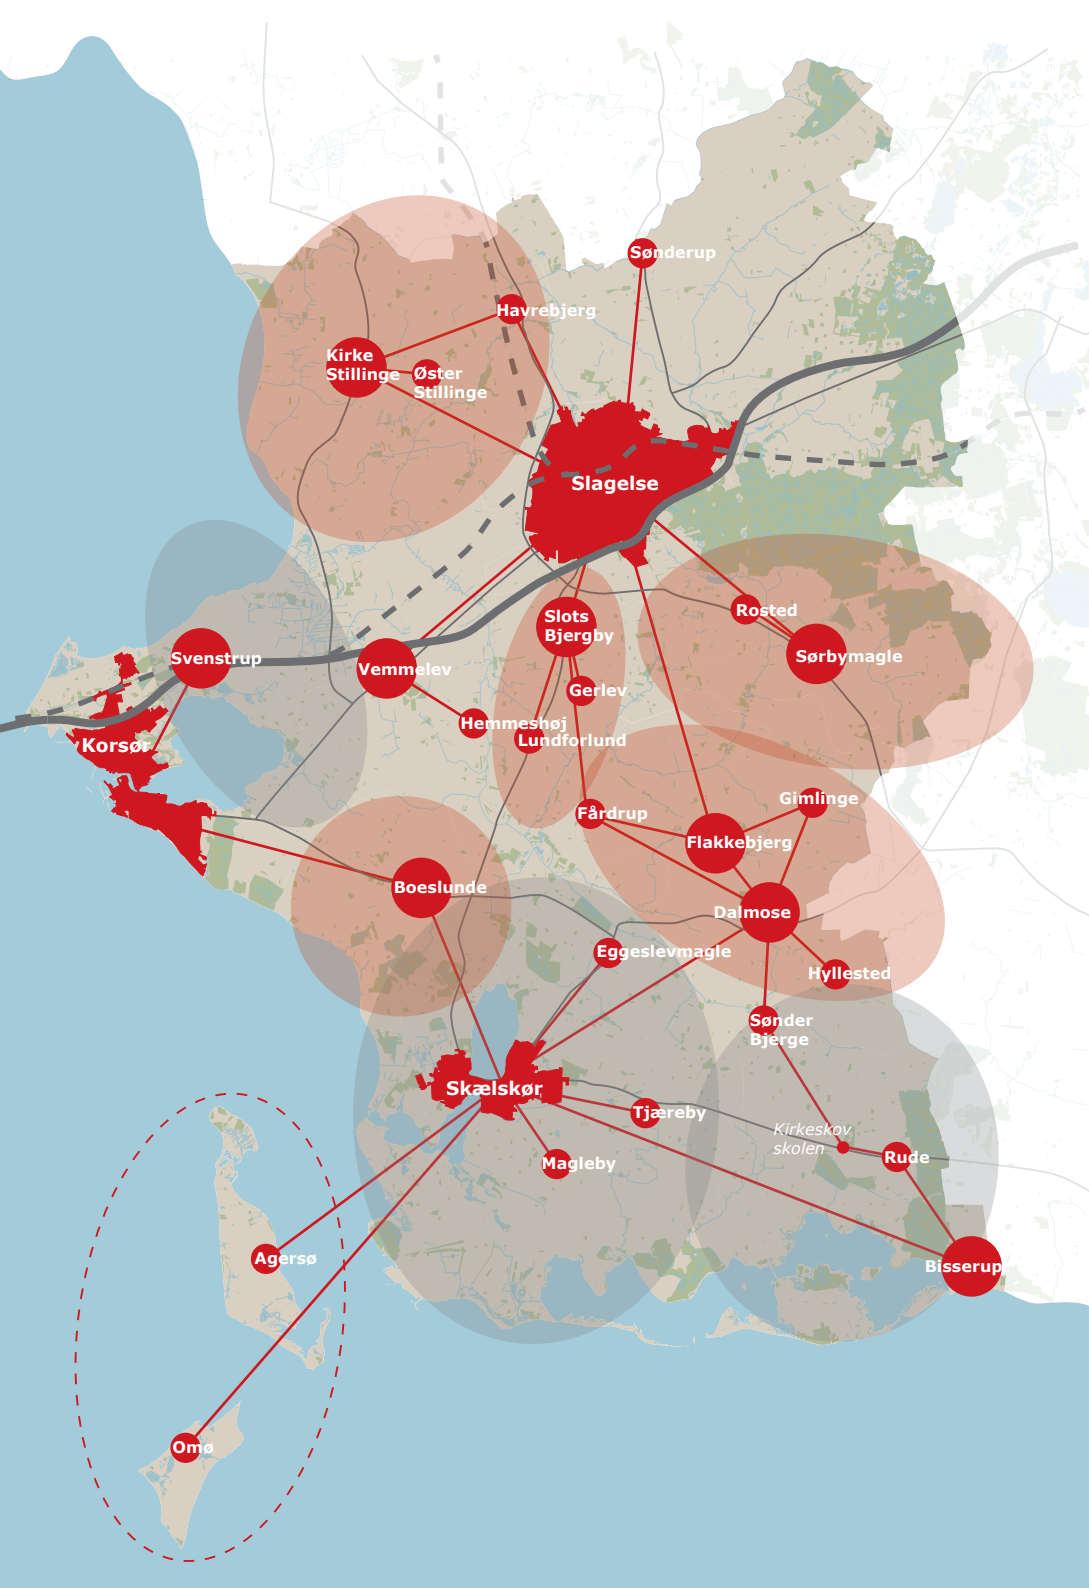 Sønderup
Havrebjerg
Kirke
Stillinge
Øster
Stillinge
Slagelse
Rosted
Slots
Bjergby
Sørbymagle
Svenstrup
Vemmelev
Gerlev
Hemmeshøj
Lundforlund
Korsør
Gimlinge
Fårdrup
Flakkebjerg
Boeslunde
Dalmose
Eggeslevmagle
Hyllested
Sønder
Bjerge
Skælskør
Tjæreby
Kirkeskov
skolen
Rude
Magleby
Agersø
Bisserup
Omø